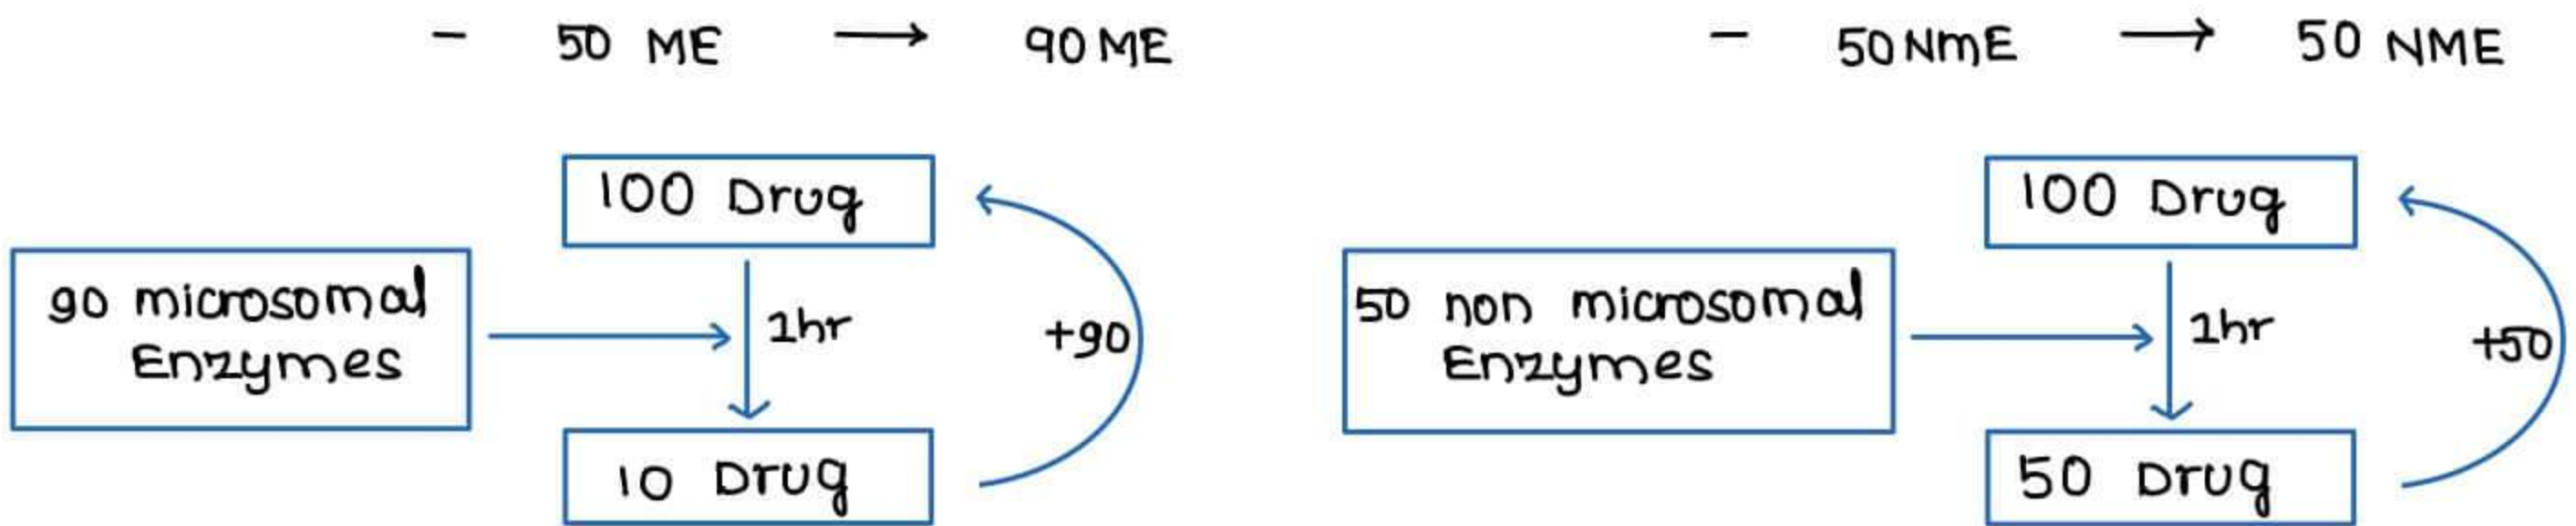 - 50 ME → 90 ME
100 Drug
90 microsomal
Enzymes
1hr
+90
10 Drug
- 50 NmE → 50 NME
100 Drug
50 non microsomal
Enzymes
1hr
+50
50 Drug